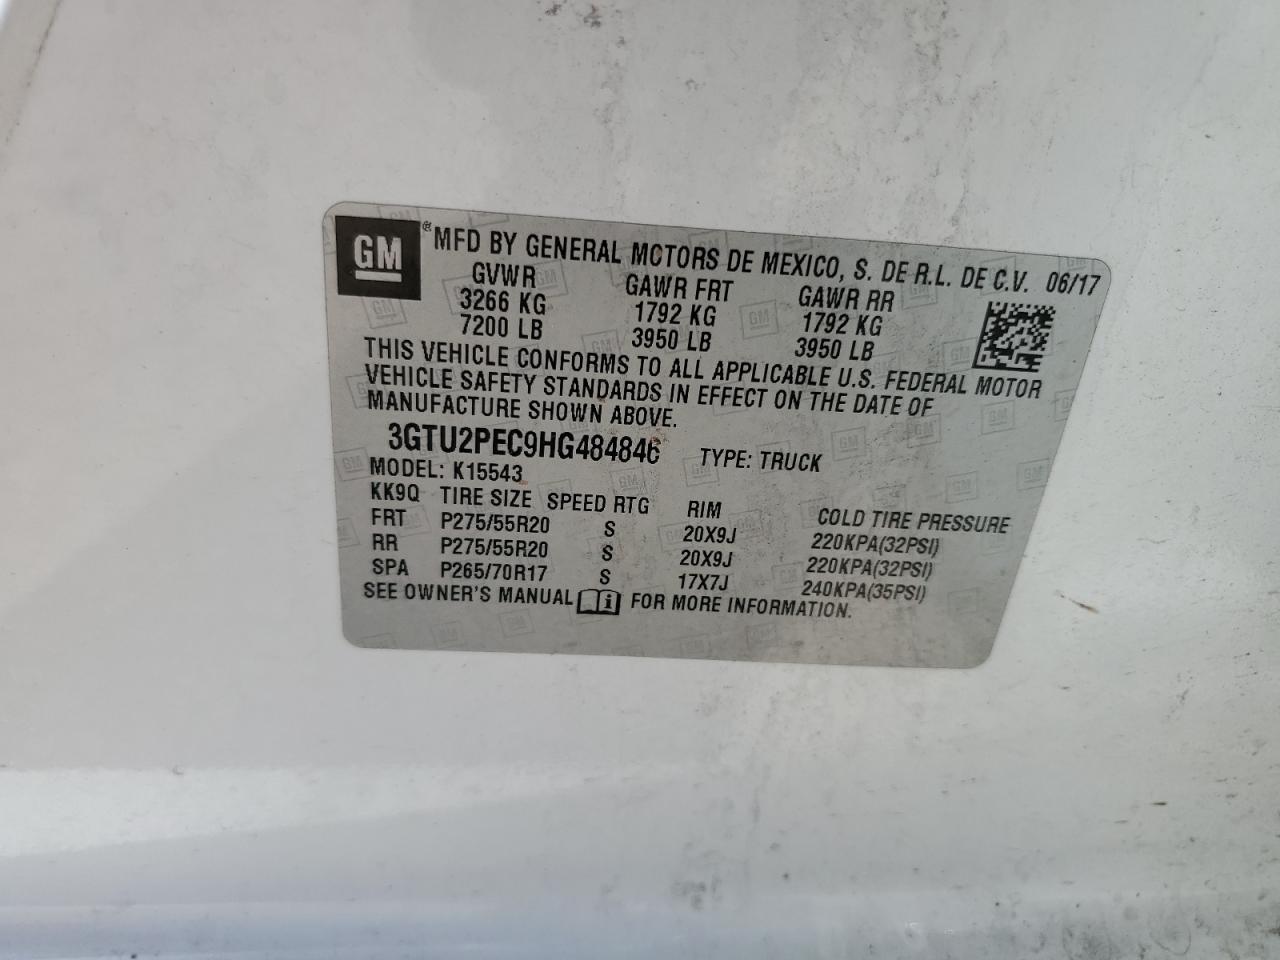 GM ® MFD BY GENERAL MOTORS DE MEXICO, S. DE R.L. DE C.V. 06/17
GVWR GAWR FRT GAWR RR
3266 KG 1792 KG 1792 KG
7200 LB 3950 LB 3950 LB
THIS VEHICLE CONFORMS TO ALL APPLICABLE U.S. FEDERAL MOTOR
VEHICLE SAFETY STANDARDS IN EFFECT ON THE DATE OF
MANUFACTURE SHOWN ABOVE.
3GTU2PEC9HG484846 TYPE: TRUCK
MODEL: K15543
KK9Q TIRE SIZE SPEED RTG RIM COLD TIRE PRESSURE
FRT P275/55R20 S 20X9J 220KPA(32PSI)
RR P275/55R20 S 20X9J 220KPA(32PSI)
SPA P265/70R17 S 17X7J 240KPA(35PSI)
SEE OWNER'S MANUAL i FOR MORE INFORMATION.